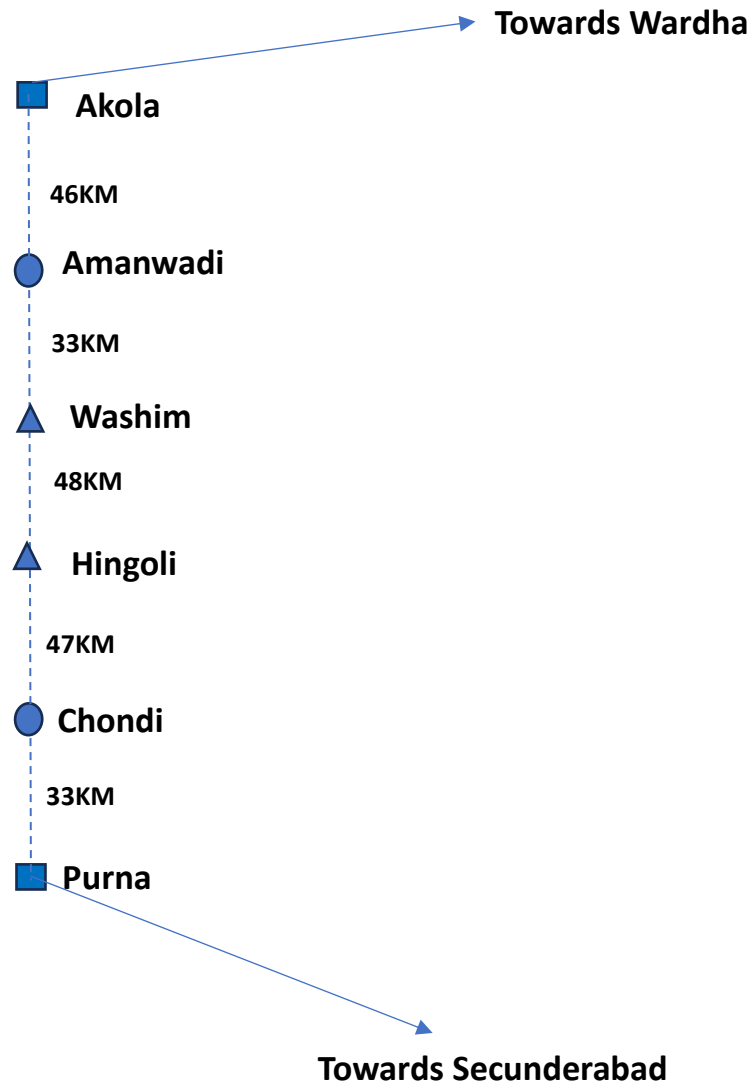 Towards Wardha
Akola
46KM
Amanwadi
33KM
Washim
48KM
Hingoli
47KM
Chondi
33KM
Purna
Towards Secunderabad